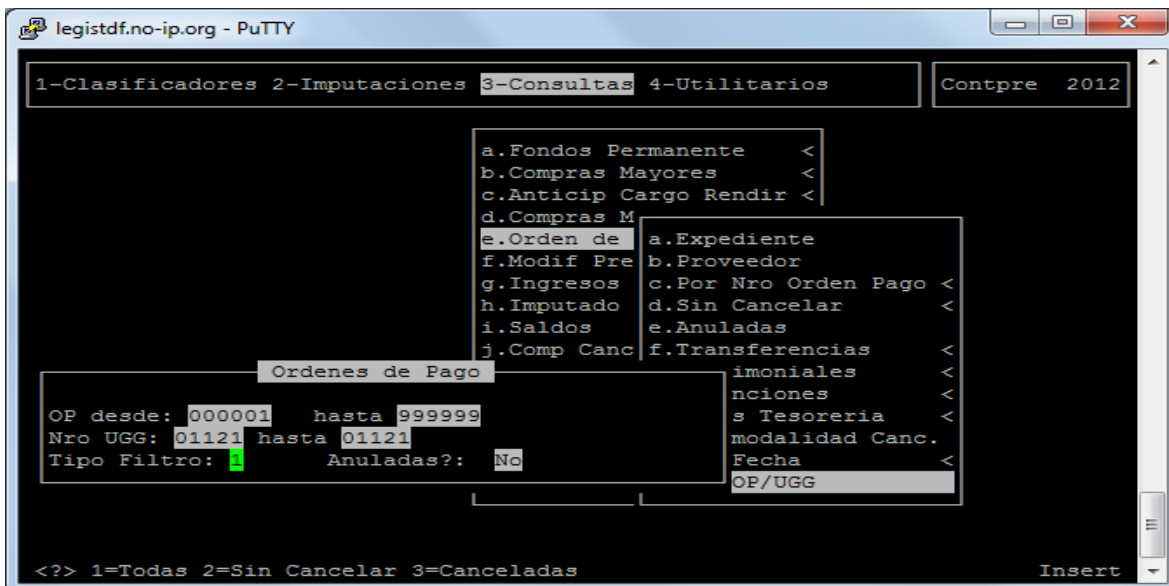 legistdf.no-ip.org - PuTTY
1-Clasificadores 2-Imputaciones 3-Consultas 4-Utilitarios
Contpre 2012
a.Fondos Permanente <
b.Compras Mayores <
c.Anticip Cargo Rendir <
d.Compras M
e.Orden de
f.Modif Pre
g.Ingresos
h.Imputado
i.Saldos
j.Comp Canc
a.Expediente
b.Proveedor
c.Por Nro Orden Pago <
d.Sin Cancelar <
e.Anuladas
f.Transferencias <
imoniales <
nciones <
s Tesoreria <
modalidad Canc.
Fecha <
OP/UGG
Ordenes de Pago
OP desde: 000001 hasta 999999
Nro UGG: 01121 hasta 01121
Tipo Filtro: 1 Anuladas?: No
<?> 1=Todas 2=Sin Cancelar 3=Canceladas
Insert